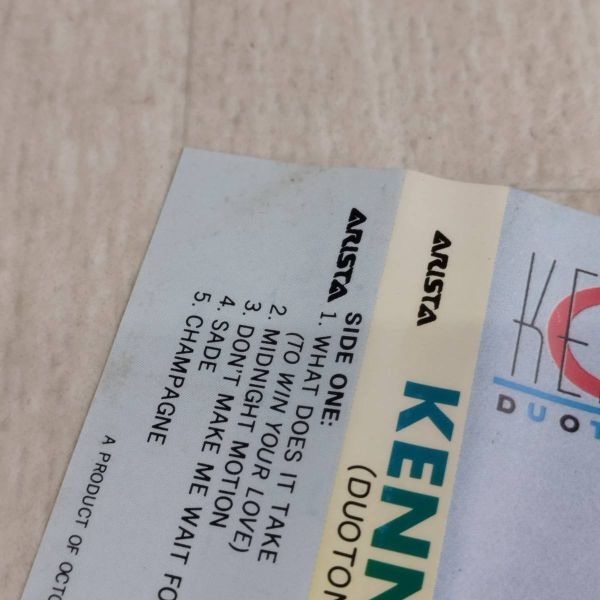 ARISTA
SIDE ONE:
1. WHAT DOES IT TAKE
(TO WIN YOUR LOVE)
2. MIDNIGHT MOTION
3. DON'T MAKE ME WAIT FO
4. SADE
5. CHAMPAGNE
A PRODUCT OF OCTO
ARISTA
KENN
(DUOTON
KE
DUOT